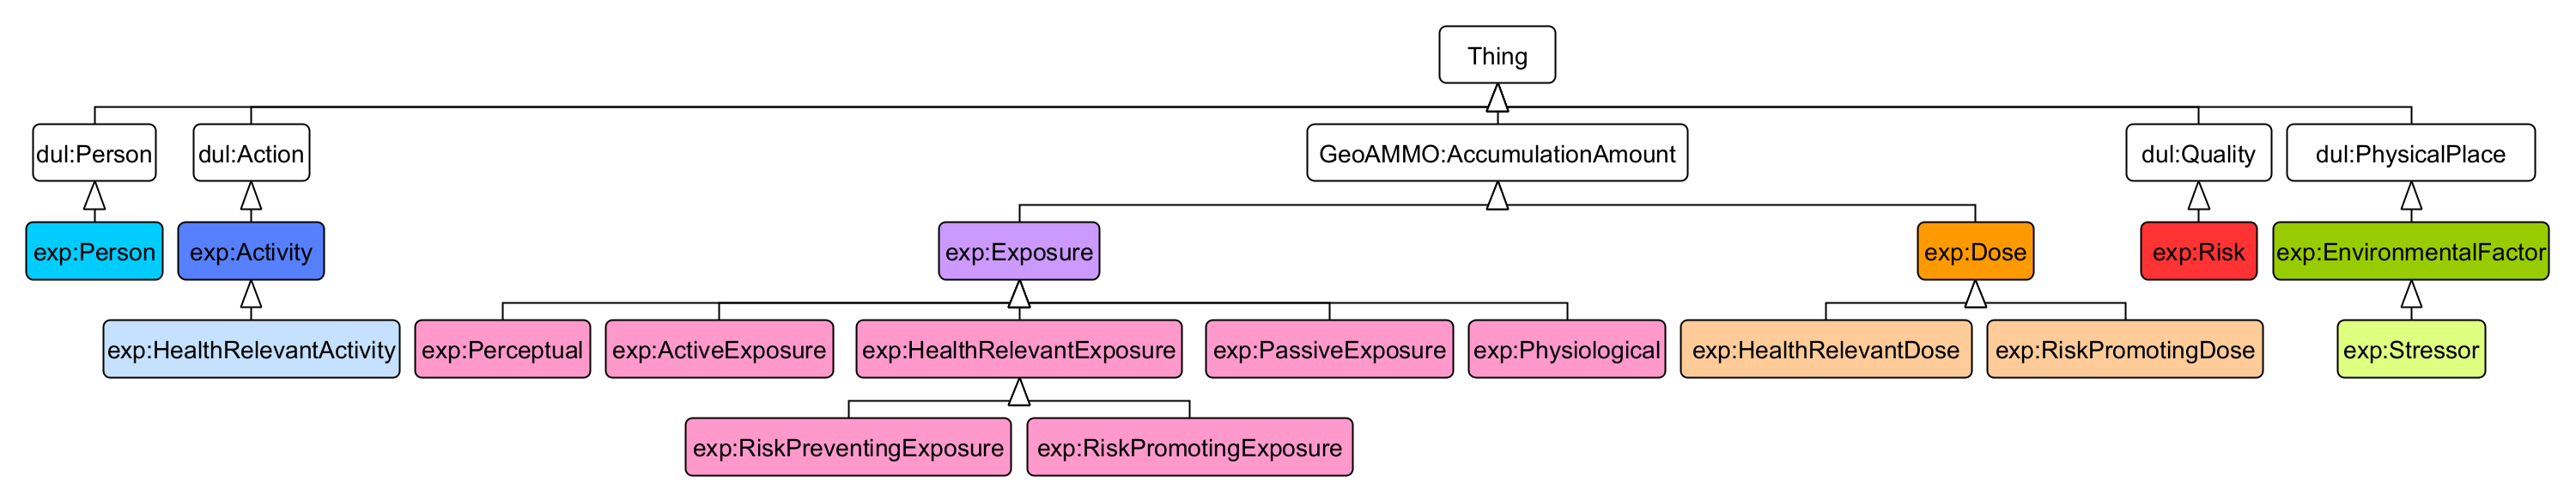 Thing
dul:Person
dul:Action
GeoAMMO:AccumulationAmount
dul:Quality
dul:PhysicalPlace
exp:Person
exp:Activity
exp:Exposure
exp:Dose
exp:Risk
exp:EnvironmentalFactor
exp:HealthRelevantActivity
exp:Perceptual
exp:ActiveExposure
exp:HealthRelevantExposure
exp:PassiveExposure
exp:Physiological
exp:HealthRelevantDose
exp:RiskPromotingDose
exp:Stressor
exp:RiskPreventingExposure
exp:RiskPromotingExposure